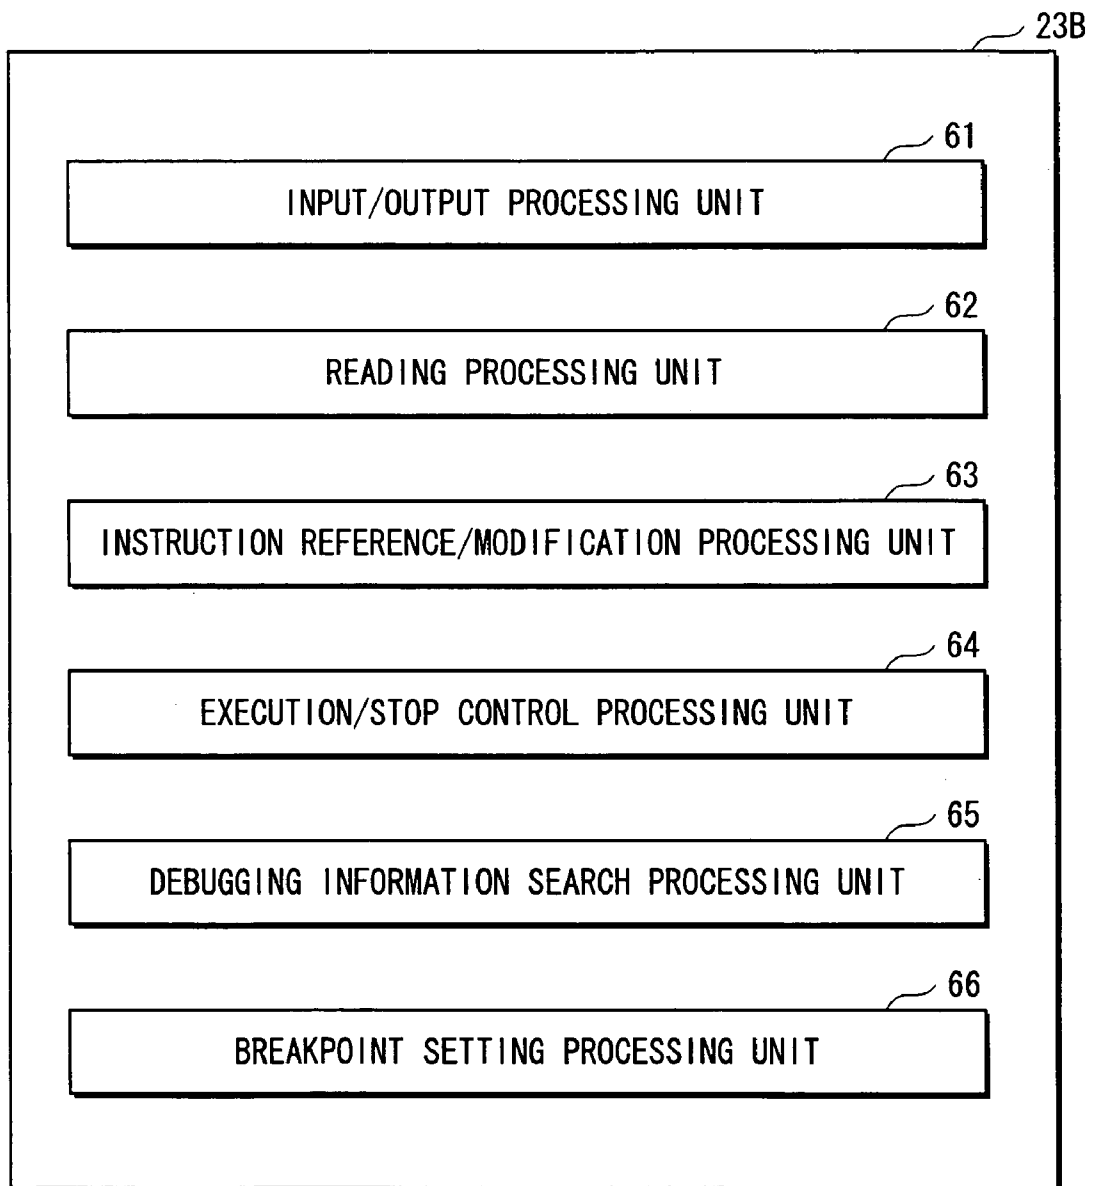 23B
61
INPUT/OUTPUT PROCESSING UNIT
62
READING PROCESSING UNIT
63
INSTRUCTION REFERENCE/MODIFICATION PROCESSING UNIT
64
EXECUTION/STOP CONTROL PROCESSING UNIT
65
DEBUGGING INFORMATION SEARCH PROCESSING UNIT
66
BREAKPOINT SETTING PROCESSING UNIT